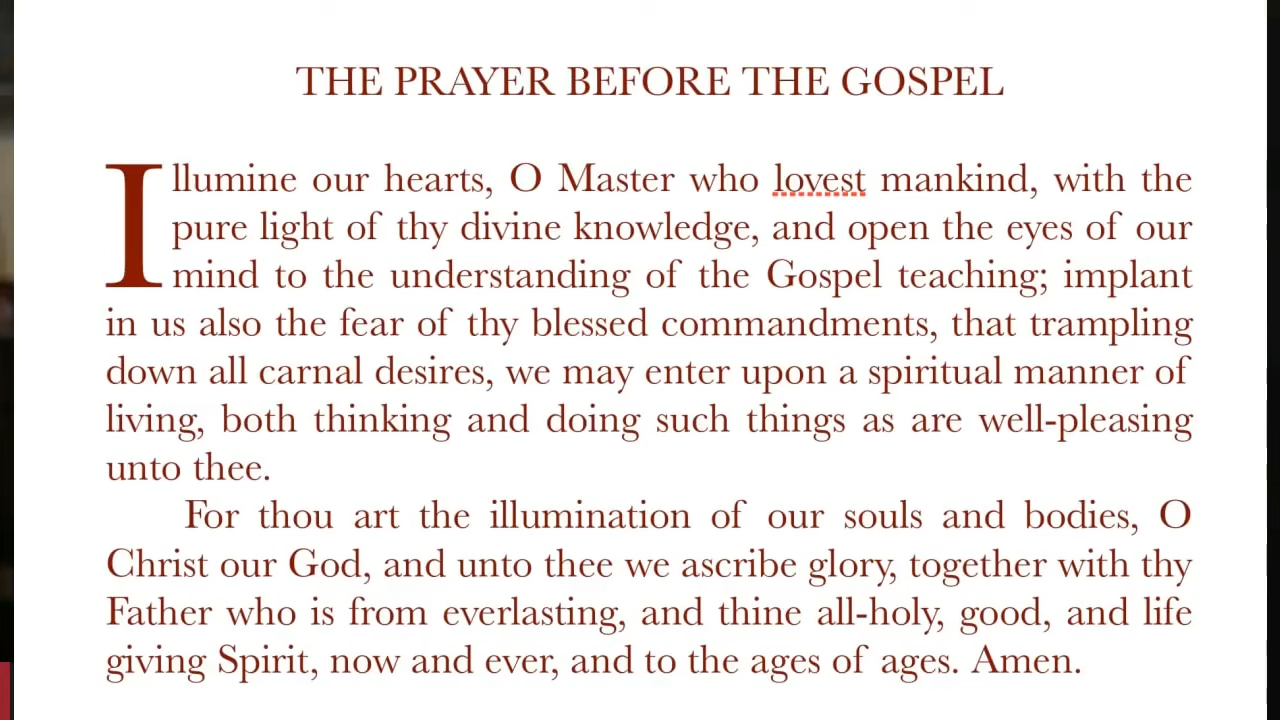 THE PRAYER BEFORE THE GOSPEL
Illumine our hearts, O Master who lovest mankind, with the
pure light of thy divine knowledge, and open the eyes of our
mind to the understanding of the Gospel teaching; implant
in us also the fear of thy blessed commandments, that trampling
down all carnal desires, we may enter upon a spiritual manner of
living, both thinking and doing such things as are well-pleasing
unto thee.
For thou art the illumination of our souls and bodies, O
Christ our God, and unto thee we ascribe glory, together with thy
Father who is from everlasting, and thine all-holy, good, and life
giving Spirit, now and ever, and to the ages of ages. Amen.